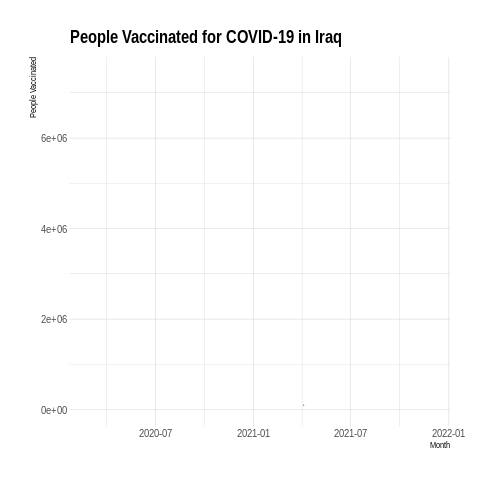 People Vaccinated for COVID-19 in Iraq
People Vaccinated
6e+06
4e+06
2e+06
0e+00
2020-07
2021-01
2021-07
2022-01
Month